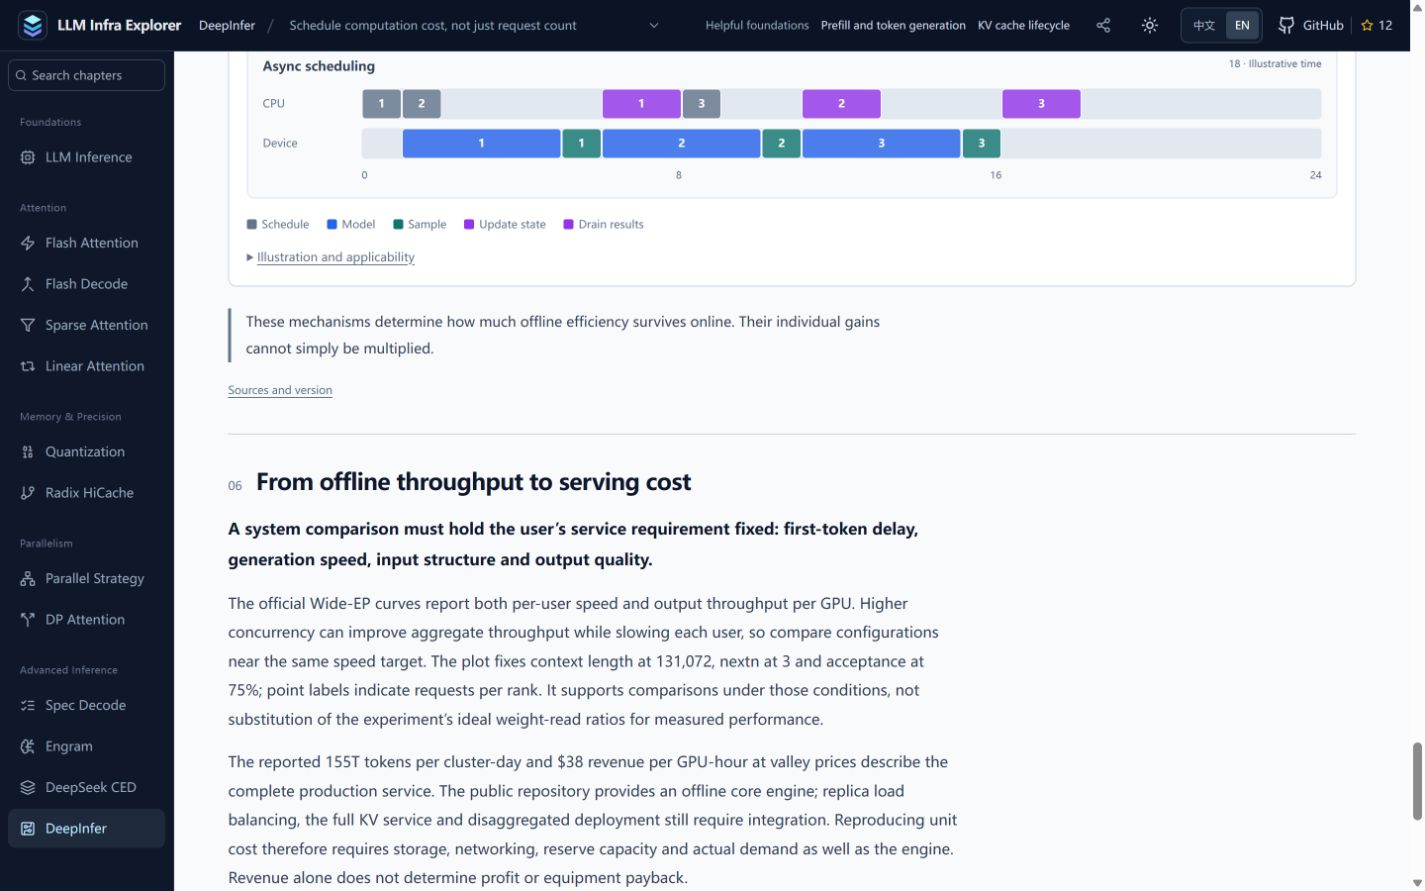 LLM Infra Explorer
DeepInfer / Schedule computation cost, not just request count
Helpful foundations Prefill and token generation KV cache lifecycle
中文 EN
GitHub
12
Search chapters
Foundations
LLM Inference
Attention
Flash Attention
Flash Decode
Sparse Attention
Linear Attention
Memory & Precision
Quantization
Radix HiCache
Parallelism
Parallel Strategy
DP Attention
Advanced Inference
Spec Decode
Engram
DeepSeek CED
DeepInfer
Async scheduling
18 · Illustrative time
CPU 1 2 1 3 2 3
Device 1 1 2 2 3 3
0 8 16 24
Schedule Model Sample Update state Drain results
Illustration and applicability
These mechanisms determine how much offline efficiency survives online. Their individual gains
cannot simply be multiplied.
Sources and version
06 From offline throughput to serving cost
A system comparison must hold the user’s service requirement fixed: first-token delay,
generation speed, input structure and output quality.
The official Wide-EP curves report both per-user speed and output throughput per GPU. Higher
concurrency can improve aggregate throughput while slowing each user, so compare configurations
near the same speed target. The plot fixes context length at 131,072, nextn at 3 and acceptance at
75%; point labels indicate requests per rank. It supports comparisons under those conditions, not
substitution of the experiment’s ideal weight-read ratios for measured performance.
The reported 155T tokens per cluster-day and $38 revenue per GPU-hour at valley prices describe the
complete production service. The public repository provides an offline core engine; replica load
balancing, the full KV service and disaggregated deployment still require integration. Reproducing unit
cost therefore requires storage, networking, reserve capacity and actual demand as well as the engine.
Revenue alone does not determine profit or equipment payback.